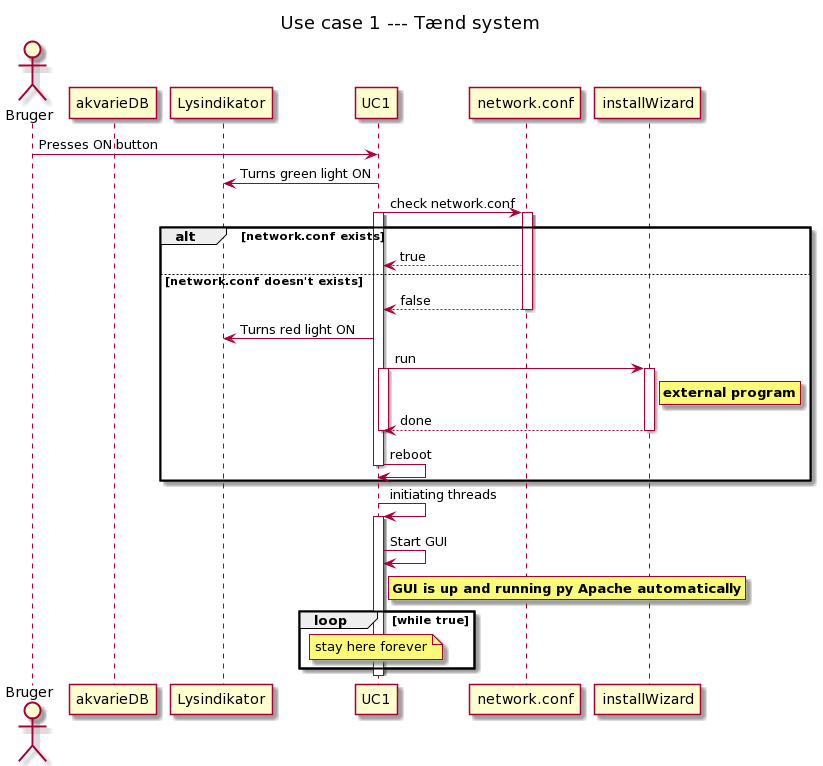 Use case 1 --- Tænd system
Bruger
akvarieDB
Lysindikator
UC1
network.conf
installWizard
Presses ON button
Turns green light ON
check network.conf
alt
[network.conf exists]
true
[network.conf doesn't exists]
false
Turns red light ON
run
external program
done
reboot
initiating threads
Start GUI
GUI is up and running py Apache automatically
loop
[while true]
stay here forever
Bruger
akvarieDB
Lysindikator
UC1
network.conf
installWizard